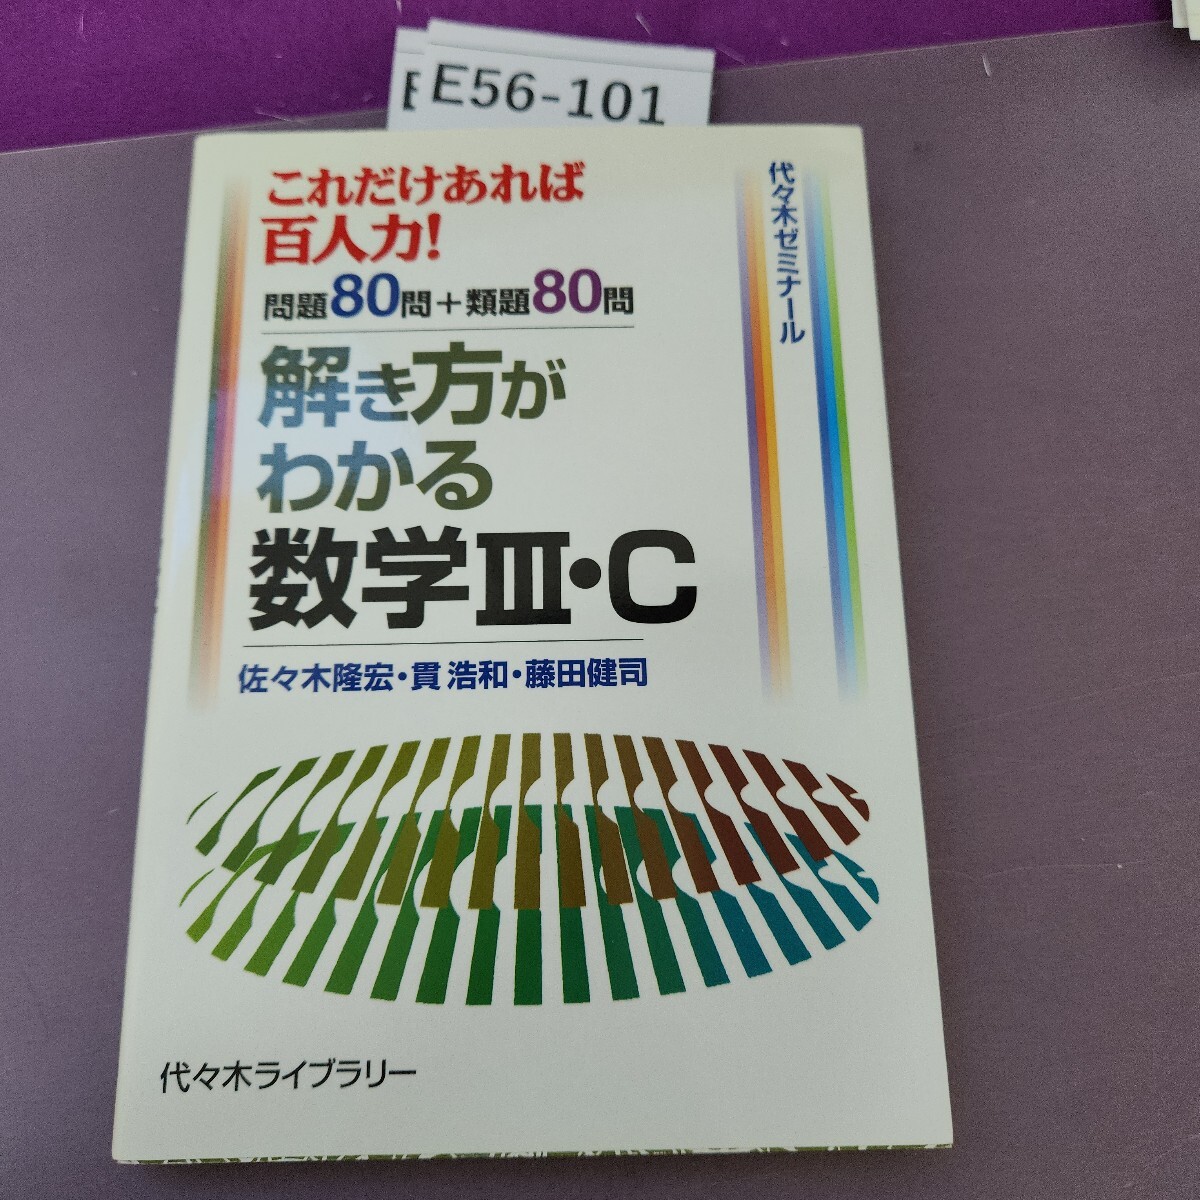 E56-101
これだけあれば
百人力!
問題80問+類題80問
解き方が
わかる
数学Ⅲ・C
佐々木隆宏・貫 浩和・藤田健司
代々木ゼミナール
代々木ライブラリー